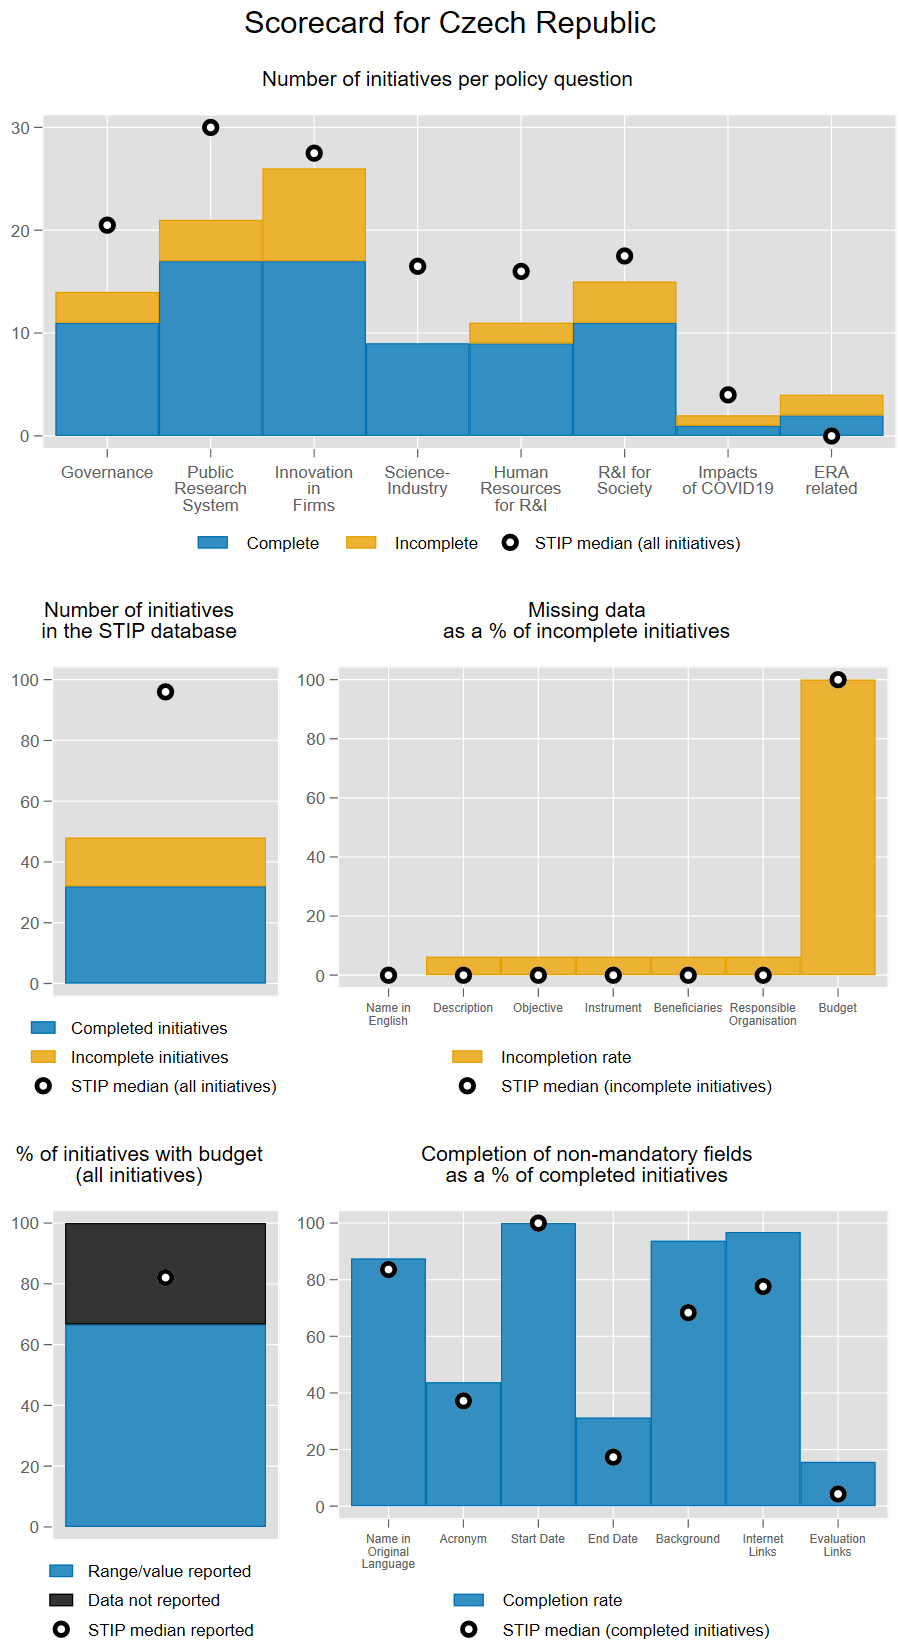 Scorecard for Czech Republic
Number of initiatives per policy question
30
20
10
0
Governance
Public
Research
System
Innovation
in
Firms
Science-
Industry
Human
Resources
for R&I
R&I for
Society
Impacts
of COVID19
ERA
related
Complete
Incomplete
STIP median (all initiatives)
Number of initiatives
in the STIP database
100
80
60
40
20
0
Completed initiatives
Incomplete initiatives
STIP median (all initiatives)
Missing data
as a % of incomplete initiatives
100
80
60
40
20
0
Name in
English
Description
Objective
Instrument
Beneficiaries
Responsible
Organisation
Budget
Incompletion rate
STIP median (incomplete initiatives)
% of initiatives with budget
(all initiatives)
100
80
60
40
20
0
Range/value reported
Data not reported
STIP median reported
Completion of non-mandatory fields
as a % of completed initiatives
100
80
60
40
20
0
Name in
Original
Language
Acronym
Start Date
End Date
Background
Internet
Links
Evaluation
Links
Completion rate
STIP median (completed initiatives)